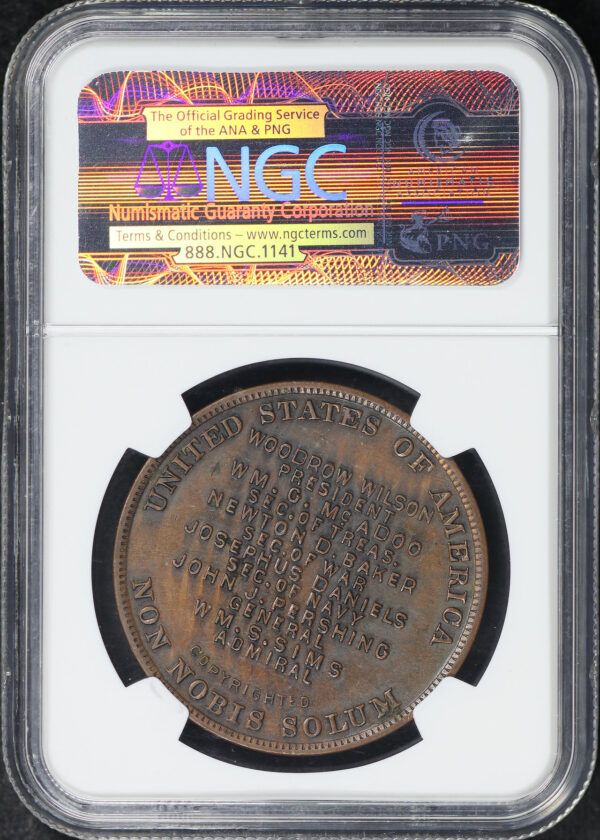 The Official Grading Service
of the ANA & PNG
NGC
Numismatic Guaranty Corporation
Terms & Conditions – www.ngcterms.com
888.NGC.1141
PNG
UNITED STATES OF AMERICA
WOODROW WILSON
PRESIDENT
WM. G. McADOO
SEC. OF TREAS.
NEWTON D. BAKER
SEC. OF WAR
JOSEPHUS DANIELS
SEC. OF NAVY
JOHN J. PERSHING
GENERAL
WM. S. SIMS
ADMIRAL
COPYRIGHTED
NON NOBIS SOLUM